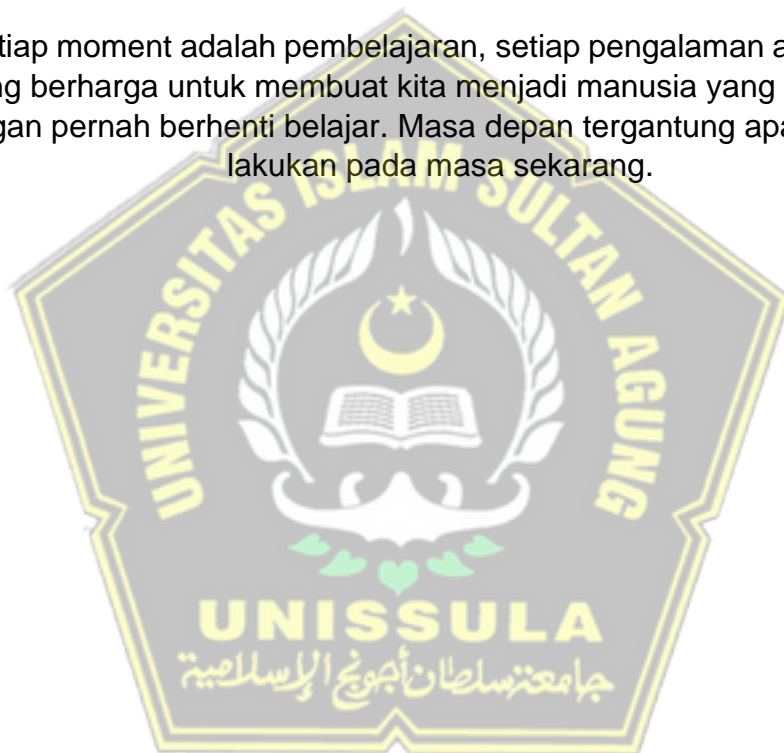 tiap moment adalah pembelajaran, setiap pengalaman a
g berharga untuk membuat kita menjadi manusia yang
gan pernah berhenti belajar. Masa depan tergantung apa
lakukan pada masa sekarang.
UNIVERSITAS ISLAM SULTAN AGUNG
UNISSULA
جامعة سلطان أجونج الإسلامية